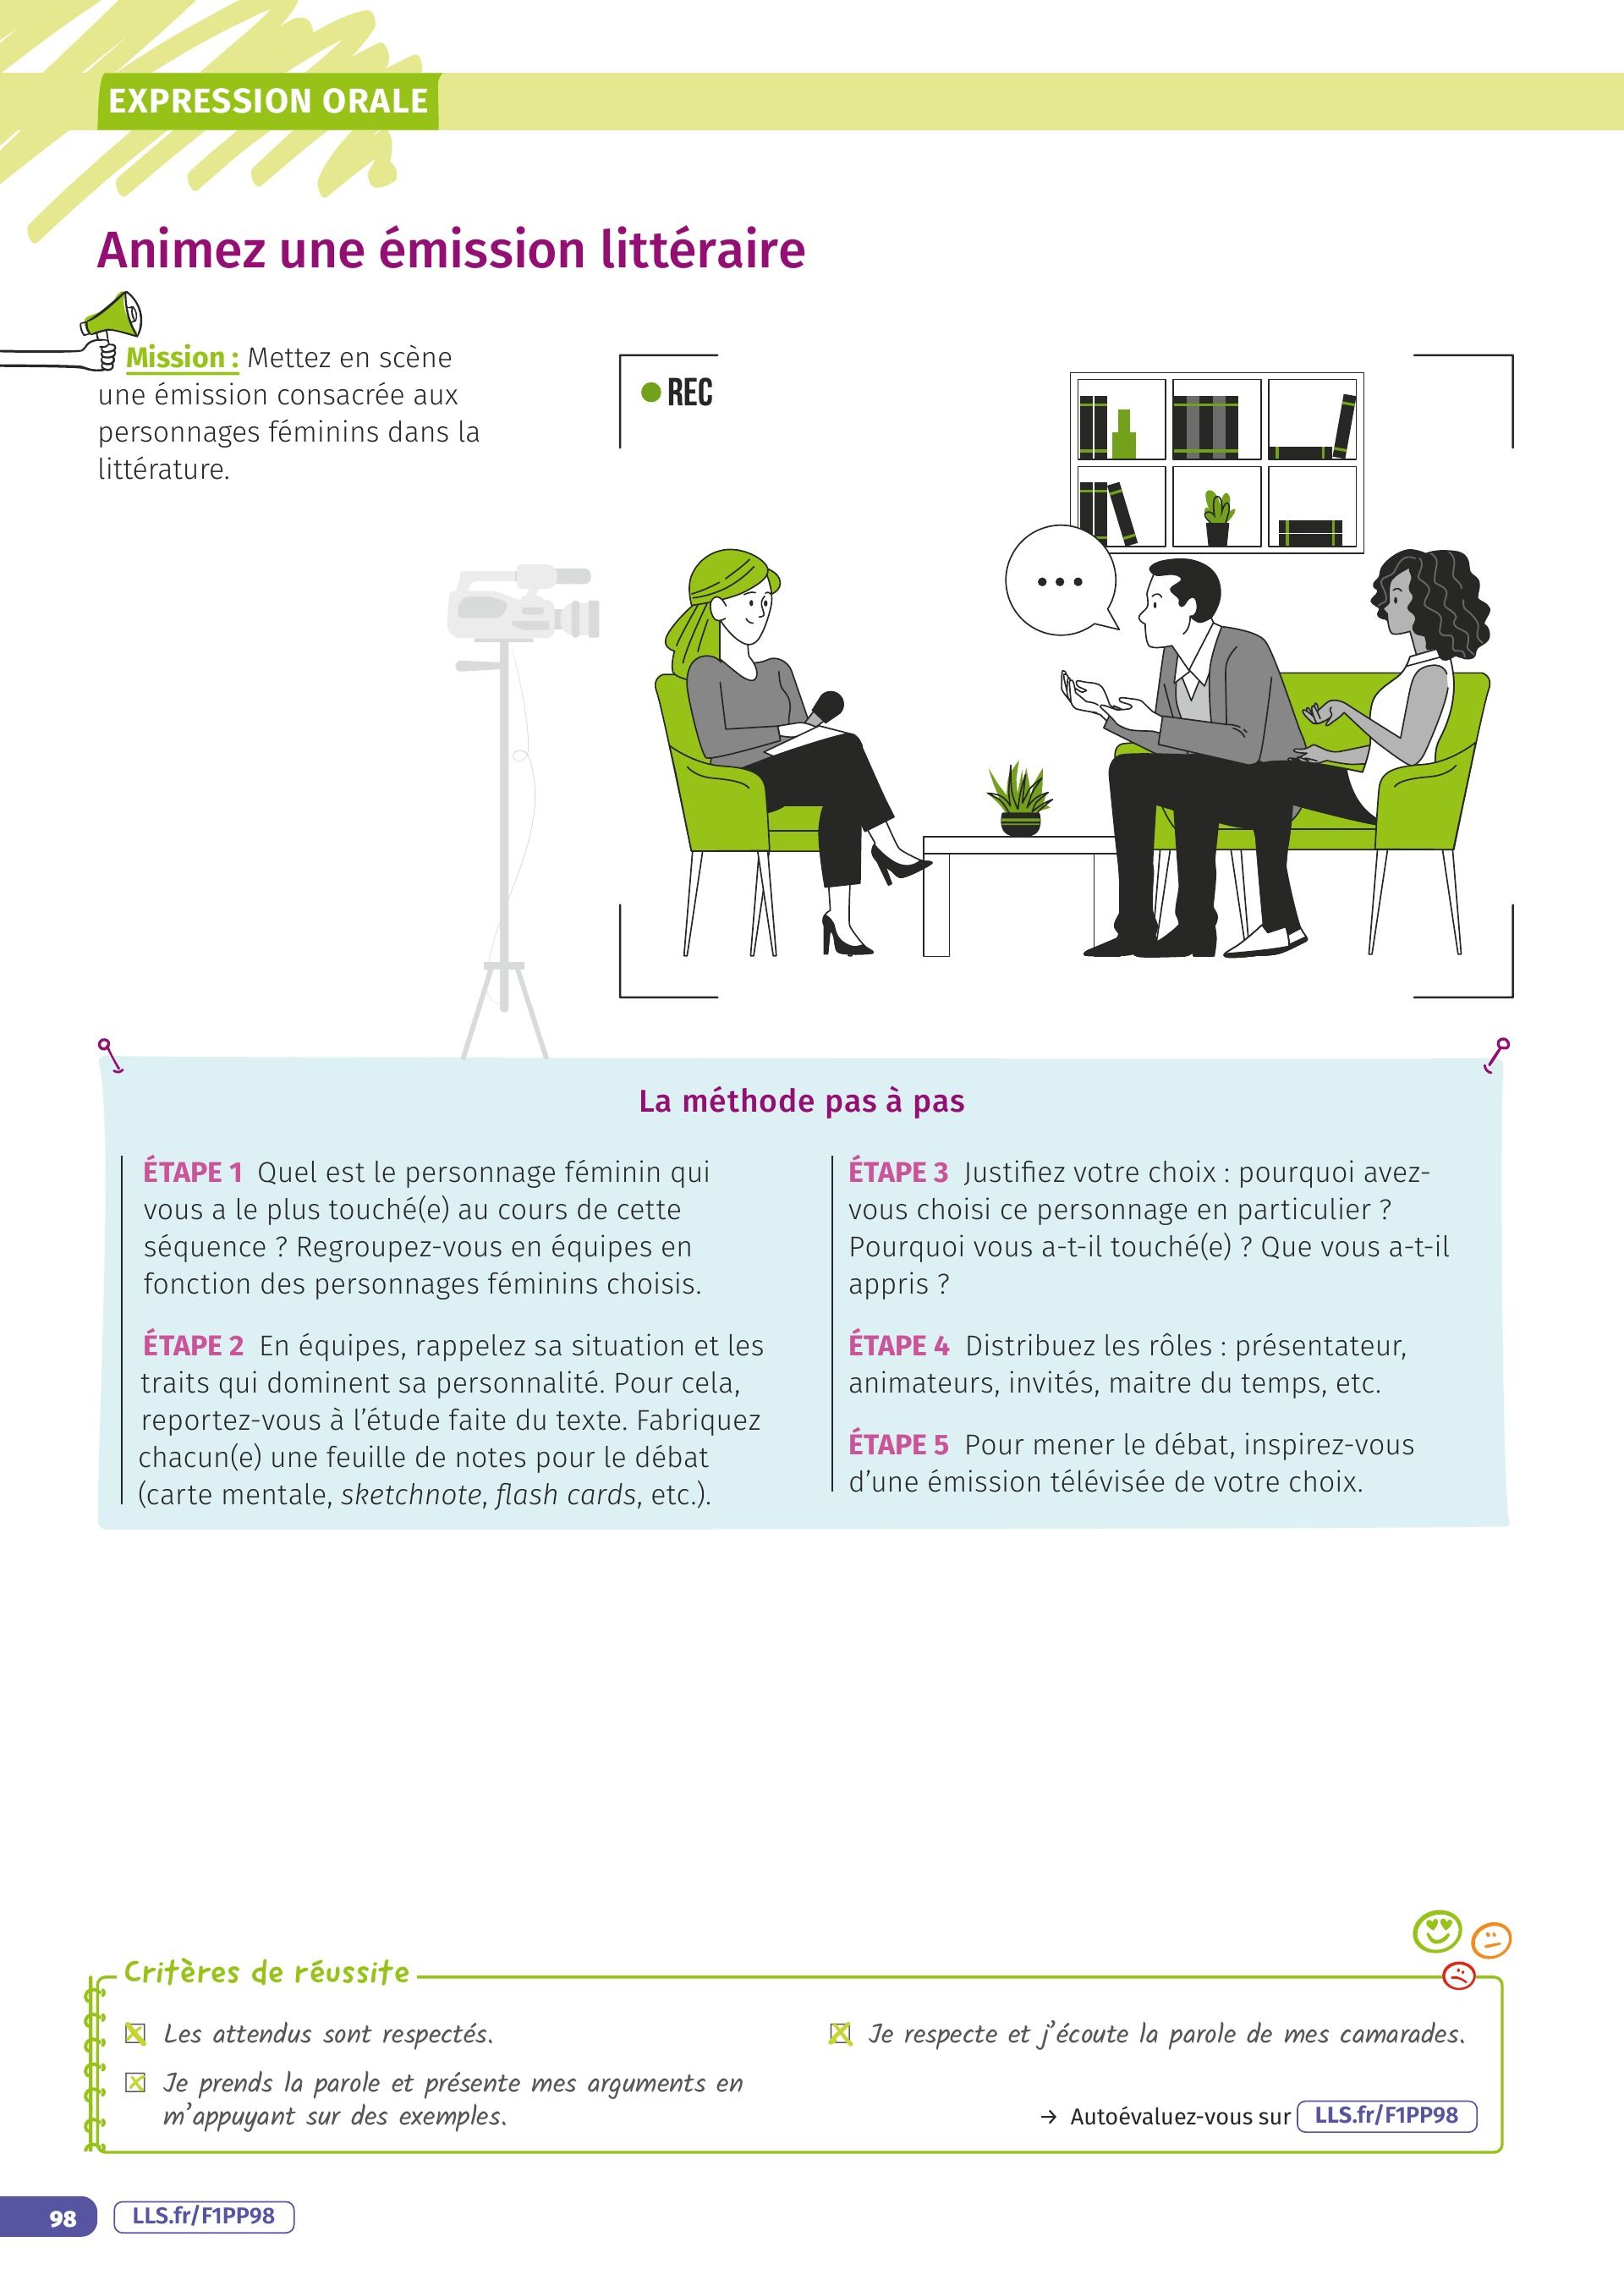 EXPRESSION ORALE
Animez une émission littéraire
Mission : Mettez en scène
une émission consacrée aux
personnages féminins dans la
littérature.
REC
La méthode pas à pas
ÉTAPE 1 Quel est le personnage féminin qui
vous a le plus touché(e) au cours de cette
séquence ? Regroupez-vous en équipes en
fonction des personnages féminins choisis.
ÉTAPE 2 En équipes, rappelez sa situation et les
traits qui dominent sa personnalité. Pour cela,
reportez-vous à l'étude faite du texte. Fabriquez
chacun(e) une feuille de notes pour le débat
(carte mentale, sketchnote, flash cards, etc.).
ÉTAPE 3 Justifiez votre choix : pourquoi avez-
vous choisi ce personnage en particulier ?
Pourquoi vous a-t-il touché(e) ? Que vous a-t-il
appris ?
ÉTAPE 4 Distribuez les rôles : présentateur,
animateurs, invités, maitre du temps, etc.
ÉTAPE 5 Pour mener le débat, inspirez-vous
d'une émission télévisée de votre choix.
Critères de réussite
Les attendus sont respectés.
Je prends la parole et présente mes arguments en
m'appuyant sur des exemples.
Je respecte et j'écoute la parole de mes camarades.
→ Autoévaluez-vous sur LLS.fr/F1PP98
98 LLS.fr/F1PP98